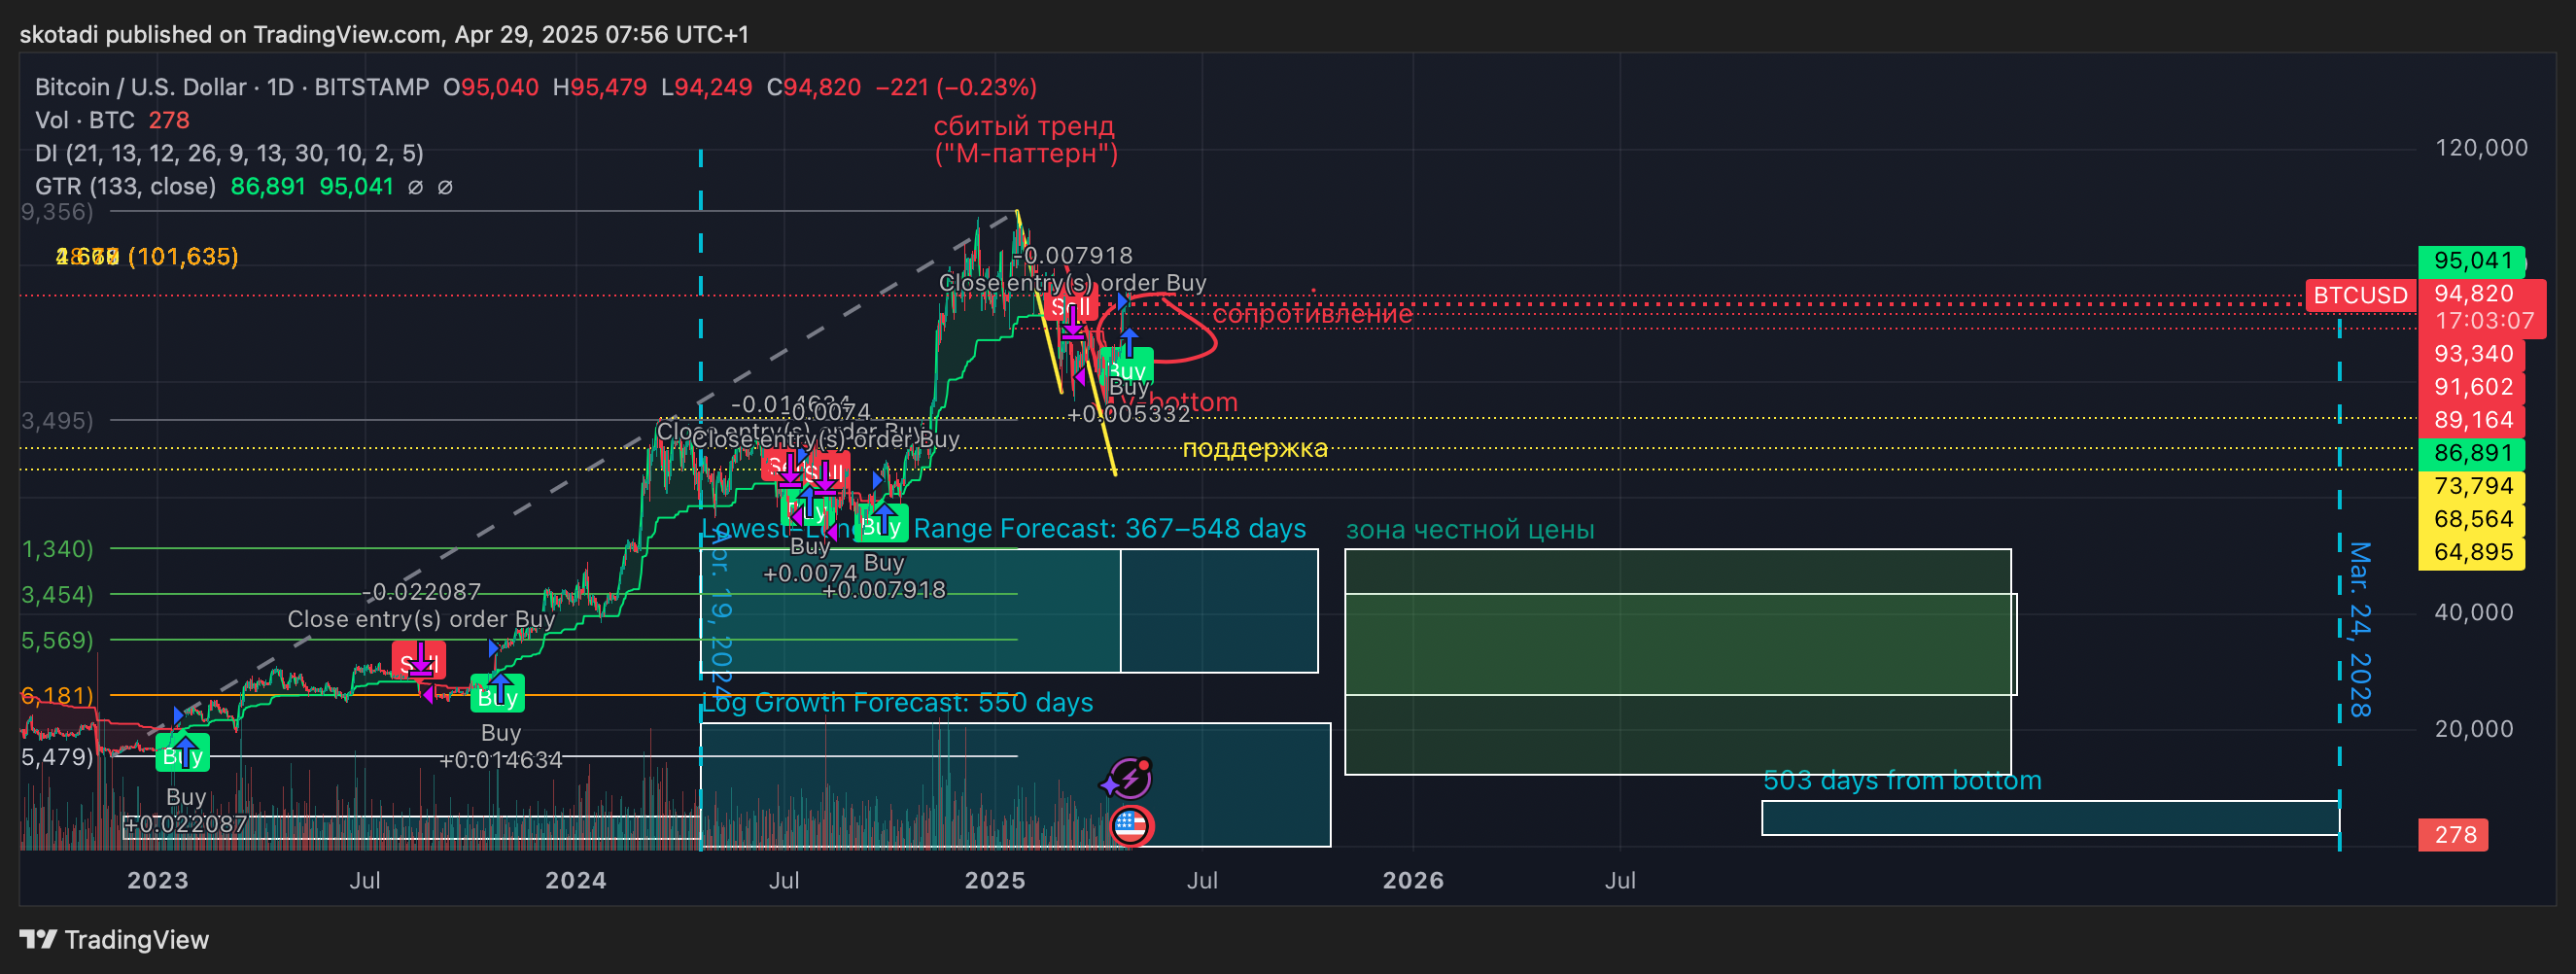 skotadi published on TradingView.com, Apr 29, 2025 07:56 UTC+1
Bitcoin / U.S. Dollar · 1D · BITSTAMP O95,040 H95,479 L94,249 C94,820 −221 (−0.23%)
Vol · BTC 278
DI (21, 13, 12, 26, 9, 13, 30, 10, 2, 5)
GTR (133, close) 86,891 95,041 ∅ ∅
сбитый тренд
("М-паттерн")
120,000
9,356)
(101,635)
-0.007918
Close entry(s) order Buy
Sell
95,041
BTCUSD 94,820
17:03:07
сопротивление
93,340
Buy
Buy
+0.005332
91,602
v-bottom
89,164
3,495)
-0.014634
-0.0074
Close entry(s) order Buy
Close entry(s) order Buy
поддержка
86,891
73,794
68,564
64,895
Sell
Sell
Buy
Buy
Buy
+0.0074
Buy
+0.007918
Range Forecast: 367–548 days
зона честной цены
1,340)
3,454)
5,569)
6,181)
5,479)
-0.022087
Close entry(s) order Buy
Sell
Buy
Buy
+0.014634
Apr. 19, 2024
Mar. 24, 2028
40,000
Log Growth Forecast: 550 days
20,000
Buy
Buy
+0.022087
503 days from bottom
278
2023 Jul 2024 Jul 2025 Jul 2026 Jul
TradingView